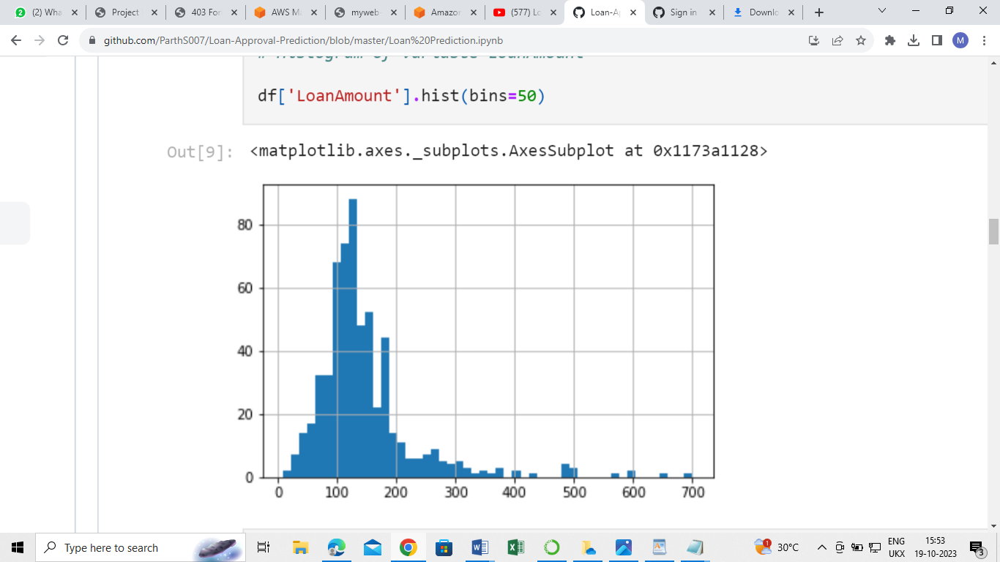 (2) Wha
Project
403 For
AWS Ma
myweb-
Amazon
(577) Lo
Loan-Ap
Sign in
Downlo
github.com/ParthS007/Loan-Approval-Prediction/blob/master/Loan%20Prediction.ipynb
M
# Histogram of variable LoanAmount
df['LoanAmount'].hist(bins=50)
Out[9]: <matplotlib.axes._subplots.AxesSubplot at 0x1173a1128>
80
60
40
20
0
0 100 200 300 400 500 600 700
Type here to search
1
30°C
ENG
UKX
15:53
19-10-2023
3